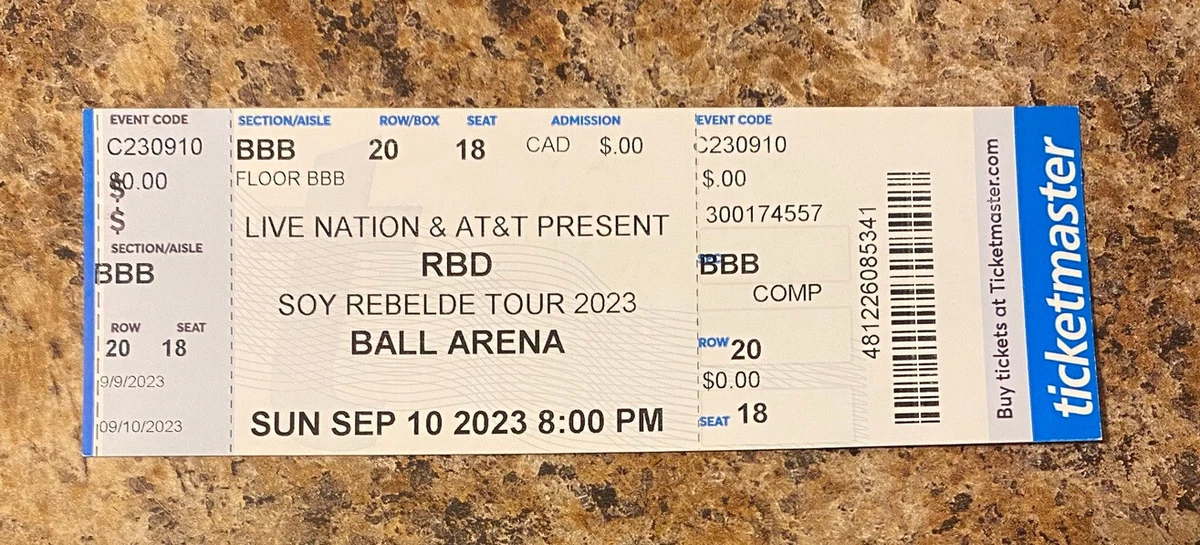 EVENT CODE
C230910
$0.00
$
$
SECTION/AISLE
BBB
ROW SEAT
20 18
9/9/2023
09/10/2023
SECTION/AISLE ROW/BOX SEAT ADMISSION
BBB 20 18 CAD $.00
FLOOR BBB
LIVE NATION & AT&T PRESENT
RBD
SOY REBELDE TOUR 2023
BALL ARENA
SUN SEP 10 2023 8:00 PM
EVENT CODE
C230910
$.00
300174557
BBB
COMP
ROW 20
$0.00
SEAT 18
481226085341
Buy tickets at Ticketmaster.com
ticketmaster